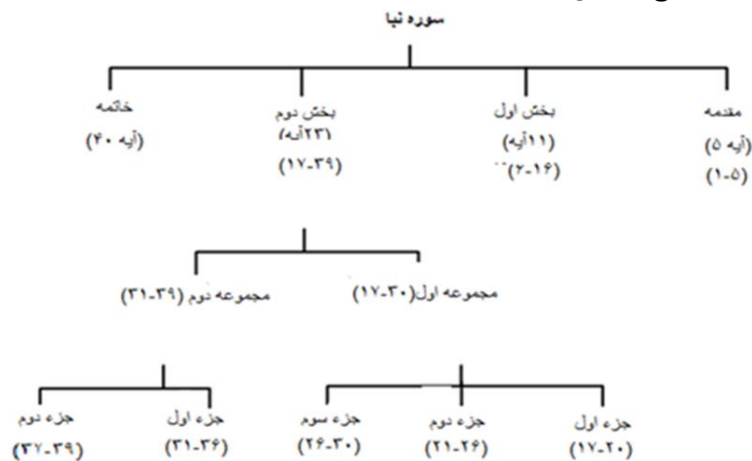 سوره نبا
مقدمه
(۵ آیه)
(۱-۵)
بخش اول
(۱۱آیه)
(۶-۱۶)
بخش دوم
(۲۳آیه)
(۱۷-۳۹)
خاتمه
(آیه ۴۰)
مجموعه اول(۳۰-۱۷)
مجموعه دوم (۳۹-۳۱)
جزء اول
(۱۷-۲۰)
جزء دوم
(۲۱-۲۶)
جزء سوم
(۲۶-۳۰)
جزء اول
(۳۱-۳۶)
جزء دوم
(۳۷-۳۹)